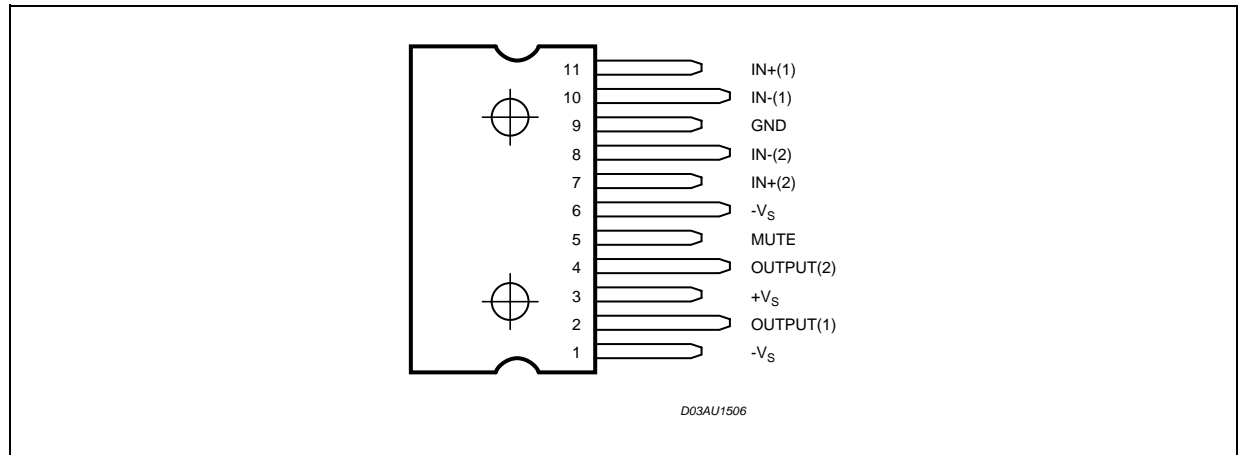 11 IN+(1)
10 IN-(1)
9 GND
8 IN-(2)
7 IN+(2)
6 -VS
5 MUTE
4 OUTPUT(2)
3 +VS
2 OUTPUT(1)
1 -VS
D03AU1506